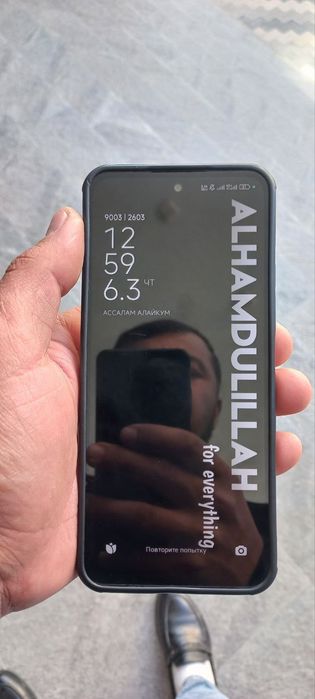 9003 | 2603
12
59
6.3 ЧТ
АССАЛАМ АЛАЙКУМ
ALHAMDULILLAH
for everything
Повторите попытку